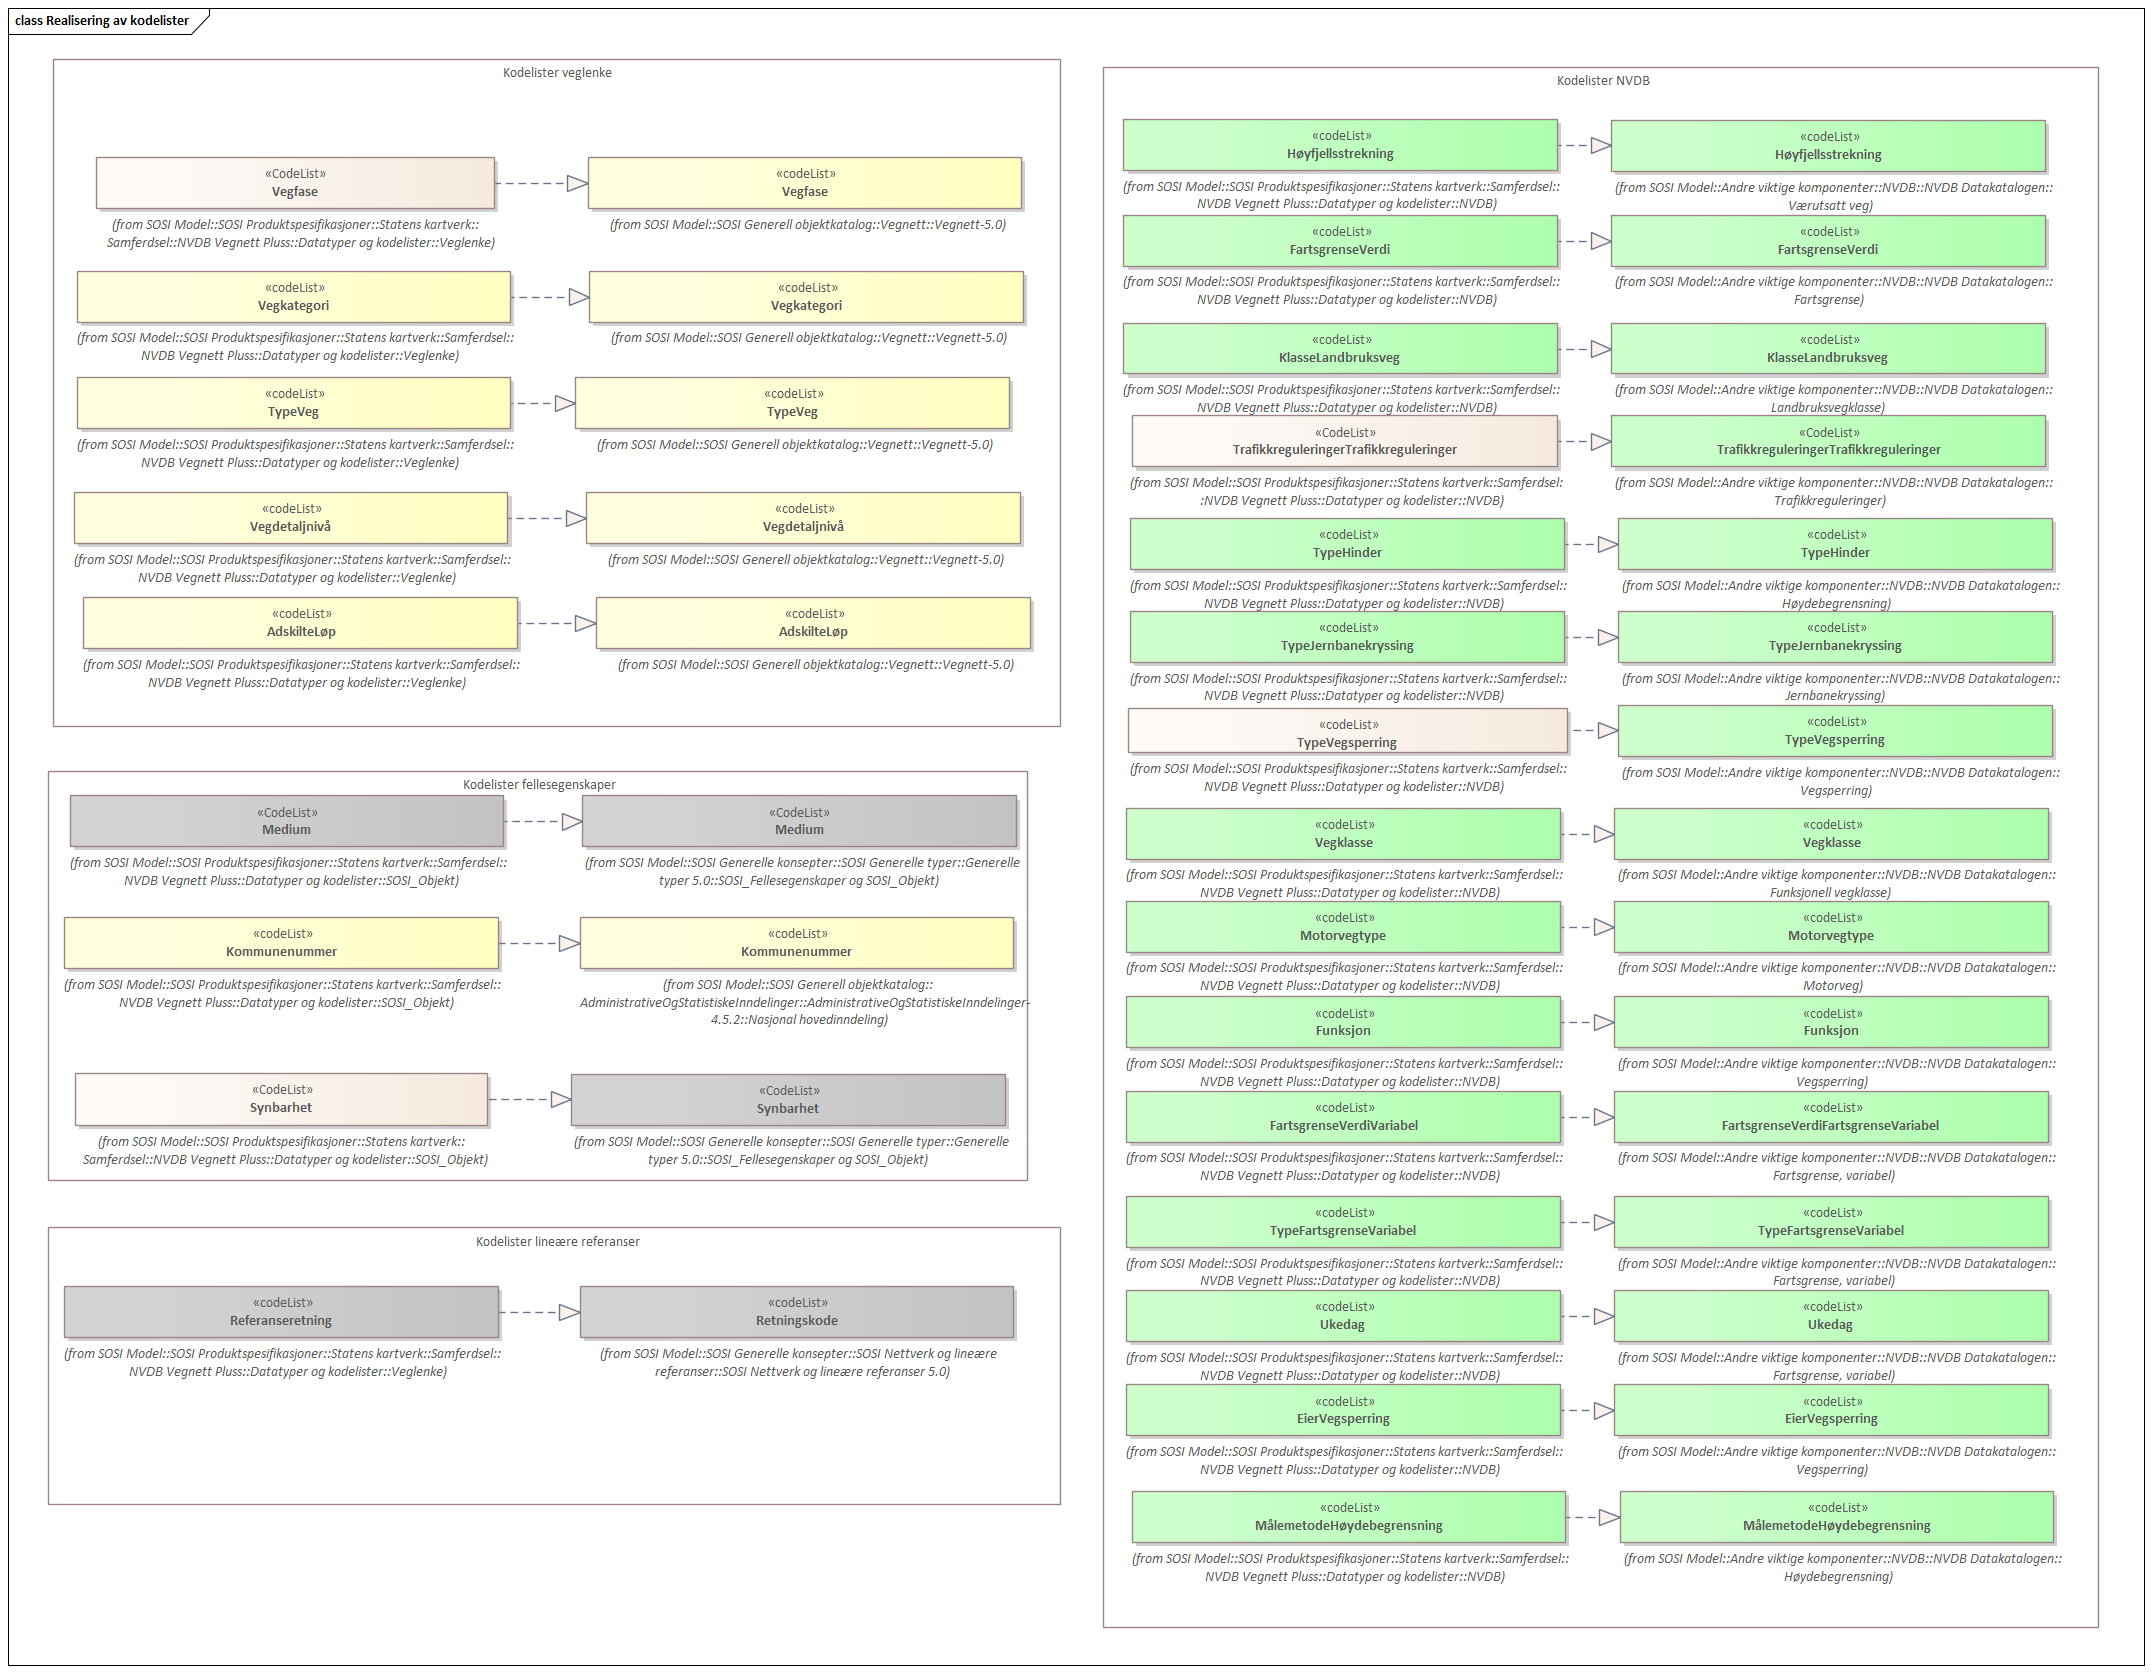 class Realisering av kodelister
Kodelister veglenke
«CodeList»
Vegfase
(from SOSI Model::SOSI Produktspesifikasjoner::Statens kartverk::
Samferdsel::NVDB Vegnett Pluss::Datatyper og kodelister::Veglenke)
«codeList»
Vegfase
(from SOSI Model::SOSI Generell objektkatalog::Vegnett::Vegnett-5.0)
«codeList»
Vegkategori
(from SOSI Model::SOSI Produktspesifikasjoner::Statens kartverk::Samferdsel::
NVDB Vegnett Pluss::Datatyper og kodelister::Veglenke)
«codeList»
Vegkategori
(from SOSI Model::SOSI Generell objektkatalog::Vegnett::Vegnett-5.0)
«codeList»
TypeVeg
(from SOSI Model::SOSI Produktspesifikasjoner::Statens kartverk::Samferdsel::
NVDB Vegnett Pluss::Datatyper og kodelister::Veglenke)
«codeList»
TypeVeg
(from SOSI Model::SOSI Generell objektkatalog::Vegnett::Vegnett-5.0)
«codeList»
Vegdetaljnivå
(from SOSI Model::SOSI Produktspesifikasjoner::Statens kartverk::Samferdsel::
NVDB Vegnett Pluss::Datatyper og kodelister::Veglenke)
«codeList»
Vegdetaljnivå
(from SOSI Model::SOSI Generell objektkatalog::Vegnett::Vegnett-5.0)
«codeList»
AdskilteLøp
(from SOSI Model::SOSI Produktspesifikasjoner::Statens kartverk::Samferdsel::
NVDB Vegnett Pluss::Datatyper og kodelister::Veglenke)
«codeList»
AdskilteLøp
(from SOSI Model::SOSI Generell objektkatalog::Vegnett::Vegnett-5.0)
Kodelister fellesegenskaper
«CodeList»
Medium
(from SOSI Model::SOSI Produktspesifikasjoner::Statens kartverk::Samferdsel::
NVDB Vegnett Pluss::Datatyper og kodelister::SOSI_Objekt)
«CodeList»
Medium
(from SOSI Model::SOSI Generelle konsepter::SOSI Generelle typer::Generelle
typer 5.0::SOSI_Fellesegenskaper og SOSI_Objekt)
«codeList»
Kommunenummer
(from SOSI Model::SOSI Produktspesifikasjoner::Statens kartverk::Samferdsel::
NVDB Vegnett Pluss::Datatyper og kodelister::SOSI_Objekt)
«codeList»
Kommunenummer
(from SOSI Model::SOSI Generell objektkatalog::
AdministrativeOgStatistiskeInndelinger::AdministrativeOgStatistiskeInndelinger-
4.5.2::Nasjonal hovedinndeling)
«CodeList»
Synbarhet
(from SOSI Model::SOSI Produktspesifikasjoner::Statens kartverk::
Samferdsel::NVDB Vegnett Pluss::Datatyper og kodelister::SOSI_Objekt)
«CodeList»
Synbarhet
(from SOSI Model::SOSI Generelle konsepter::SOSI Generelle typer::Generelle
typer 5.0::SOSI_Fellesegenskaper og SOSI_Objekt)
Kodelister lineære referanser
«codeList»
Referanseretning
(from SOSI Model::SOSI Produktspesifikasjoner::Statens kartverk::Samferdsel::
NVDB Vegnett Pluss::Datatyper og kodelister::Veglenke)
«codeList»
Retningskode
(from SOSI Model::SOSI Generelle konsepter::SOSI Nettverk og lineære
referanser::SOSI Nettverk og lineære referanser 5.0)
Kodelister NVDB
«codeList»
Høyfjellsstrekning
(from SOSI Model::SOSI Produktspesifikasjoner::Statens kartverk::Samferdsel::
NVDB Vegnett Pluss::Datatyper og kodelister::NVDB)
«codeList»
Høyfjellsstrekning
(from SOSI Model::Andre viktige komponenter::NVDB::NVDB Datakatalogen::
Værutsatt veg)
«codeList»
FartsgrenseVerdi
(from SOSI Model::SOSI Produktspesifikasjoner::Statens kartverk::Samferdsel::
NVDB Vegnett Pluss::Datatyper og kodelister::NVDB)
«codeList»
FartsgrenseVerdi
(from SOSI Model::Andre viktige komponenter::NVDB::NVDB Datakatalogen::
Fartsgrense)
«codeList»
KlasseLandbruksveg
(from SOSI Model::SOSI Produktspesifikasjoner::Statens kartverk::Samferdsel::
NVDB Vegnett Pluss::Datatyper og kodelister::NVDB)
«codeList»
KlasseLandbruksveg
(from SOSI Model::Andre viktige komponenter::NVDB::NVDB Datakatalogen::
Landbruksvegklasse)
«CodeList»
TrafikkreguleringerTrafikkreguleringer
(from SOSI Model::SOSI Produktspesifikasjoner::Statens kartverk::Samferdsel:
:NVDB Vegnett Pluss::Datatyper og kodelister::NVDB)
«CodeList»
TrafikkreguleringerTrafikkreguleringer
(from SOSI Model::Andre viktige komponenter::NVDB::NVDB Datakatalogen::
Trafikkreguleringer)
«codeList»
TypeHinder
(from SOSI Model::SOSI Produktspesifikasjoner::Statens kartverk::Samferdsel::
NVDB Vegnett Pluss::Datatyper og kodelister::NVDB)
«codeList»
TypeHinder
(from SOSI Model::Andre viktige komponenter::NVDB::NVDB Datakatalogen::
Høydebegrensning)
«codeList»
TypeJernbanekryssing
(from SOSI Model::SOSI Produktspesifikasjoner::Statens kartverk::Samferdsel::
NVDB Vegnett Pluss::Datatyper og kodelister::NVDB)
«codeList»
TypeJernbanekryssing
(from SOSI Model::Andre viktige komponenter::NVDB::NVDB Datakatalogen::
Jernbanekryssing)
«codeList»
TypeVegsperring
(from SOSI Model::SOSI Produktspesifikasjoner::Statens kartverk::Samferdsel::
NVDB Vegnett Pluss::Datatyper og kodelister::NVDB)
«codeList»
TypeVegsperring
(from SOSI Model::Andre viktige komponenter::NVDB::NVDB Datakatalogen::
Vegsperring)
«codeList»
Vegklasse
(from SOSI Model::SOSI Produktspesifikasjoner::Statens kartverk::Samferdsel::
NVDB Vegnett Pluss::Datatyper og kodelister::NVDB)
«codeList»
Vegklasse
(from SOSI Model::Andre viktige komponenter::NVDB::NVDB Datakatalogen::
Funksjonell vegklasse)
«codeList»
Motorvegtype
(from SOSI Model::SOSI Produktspesifikasjoner::Statens kartverk::Samferdsel::
NVDB Vegnett Pluss::Datatyper og kodelister::NVDB)
«codeList»
Motorvegtype
(from SOSI Model::Andre viktige komponenter::NVDB::NVDB Datakatalogen::
Motorveg)
«codeList»
Funksjon
(from SOSI Model::SOSI Produktspesifikasjoner::Statens kartverk::Samferdsel::
NVDB Vegnett Pluss::Datatyper og kodelister::NVDB)
«codeList»
Funksjon
(from SOSI Model::Andre viktige komponenter::NVDB::NVDB Datakatalogen::
Vegsperring)
«codeList»
FartsgrenseVerdiVariabel
(from SOSI Model::SOSI Produktspesifikasjoner::Statens kartverk::Samferdsel::
NVDB Vegnett Pluss::Datatyper og kodelister::NVDB)
«codeList»
FartsgrenseVerdiFartsgrenseVariabel
(from SOSI Model::Andre viktige komponenter::NVDB::NVDB Datakatalogen::
Fartsgrense, variabel)
«codeList»
TypeFartsgrenseVariabel
(from SOSI Model::SOSI Produktspesifikasjoner::Statens kartverk::Samferdsel::
NVDB Vegnett Pluss::Datatyper og kodelister::NVDB)
«codeList»
TypeFartsgrenseVariabel
(from SOSI Model::Andre viktige komponenter::NVDB::NVDB Datakatalogen::
Fartsgrense, variabel)
«codeList»
Ukedag
(from SOSI Model::SOSI Produktspesifikasjoner::Statens kartverk::Samferdsel::
NVDB Vegnett Pluss::Datatyper og kodelister::NVDB)
«codeList»
Ukedag
(from SOSI Model::Andre viktige komponenter::NVDB::NVDB Datakatalogen::
Fartsgrense, variabel)
«codeList»
EierVegsperring
(from SOSI Model::SOSI Produktspesifikasjoner::Statens kartverk::Samferdsel::
NVDB Vegnett Pluss::Datatyper og kodelister::NVDB)
«codeList»
EierVegsperring
(from SOSI Model::Andre viktige komponenter::NVDB::NVDB Datakatalogen::
Vegsperring)
«codeList»
MålemetodeHøydebegrensning
(from SOSI Model::SOSI Produktspesifikasjoner::Statens kartverk::Samferdsel::
NVDB Vegnett Pluss::Datatyper og kodelister::NVDB)
«codeList»
MålemetodeHøydebegrensning
(from SOSI Model::Andre viktige komponenter::NVDB::NVDB Datakatalogen::
Høydebegrensning)